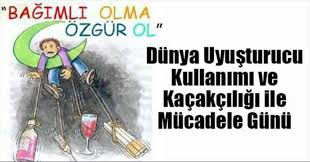 "BAĞIMLI OLMA
ÖZGÜR OL"
Dünya Uyuşturucu
Kullanımı ve
Kaçakçılığı ile
Mücadele Günü